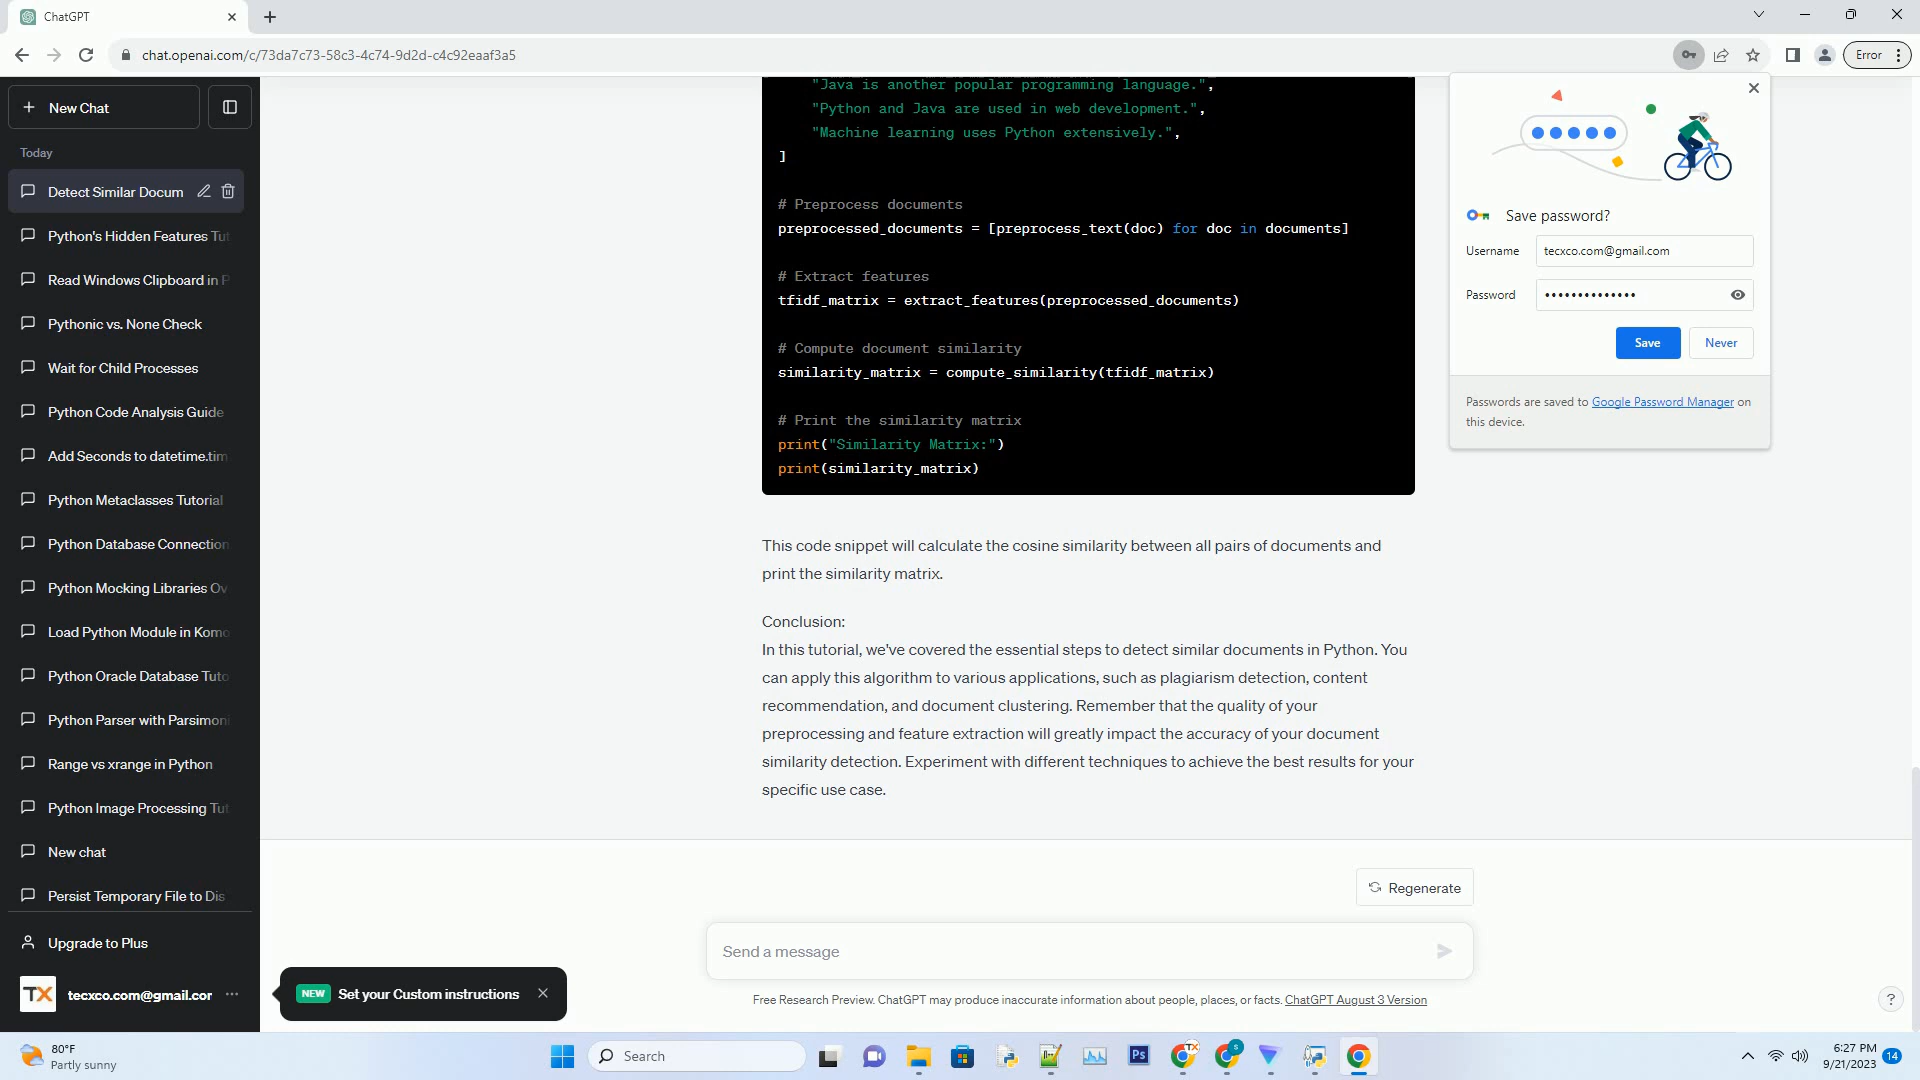 ChatGPT
chat.openai.com/c/73da7c73-58c3-4c74-9d2d-c4c92eaaf3a5
Error
New Chat
Today
Detect Similar Docum
Python's Hidden Features Tut
Read Windows Clipboard in P
Pythonic vs. None Check
Wait for Child Processes
Python Code Analysis Guide
Add Seconds to datetime.tim
Python Metaclasses Tutorial
Python Database Connection
Python Mocking Libraries Ov
Load Python Module in Komo
Python Oracle Database Tuto
Python Parser with Parsimoni
Range vs xrange in Python
Python Image Processing Tut
New chat
Persist Temporary File to Dis
Upgrade to Plus
TX tecxco.com@gmail.cor
"Java is another popular programming language.",
"Python and Java are used in web development.",
"Machine learning uses Python extensively.",
]
# Preprocess documents
preprocessed_documents = [preprocess_text(doc) for doc in documents]
# Extract features
tfidf_matrix = extract_features(preprocessed_documents)
# Compute document similarity
similarity_matrix = compute_similarity(tfidf_matrix)
# Print the similarity matrix
print("Similarity Matrix:")
print(similarity_matrix)
This code snippet will calculate the cosine similarity between all pairs of documents and
print the similarity matrix.
Conclusion:
In this tutorial, we've covered the essential steps to detect similar documents in Python. You
can apply this algorithm to various applications, such as plagiarism detection, content
recommendation, and document clustering. Remember that the quality of your
preprocessing and feature extraction will greatly impact the accuracy of your document
similarity detection. Experiment with different techniques to achieve the best results for your
specific use case.
Regenerate
Send a message
NEW Set your Custom instructions
Free Research Preview. ChatGPT may produce inaccurate information about people, places, or facts. ChatGPT August 3 Version
?
Save password?
Username tecxco.com@gmail.com
Password ••••••••••••••
Save Never
Passwords are saved to Google Password Manager on
this device.
80°F
Partly sunny
Search
Ps
TX
S
6:27 PM
9/21/2023
14